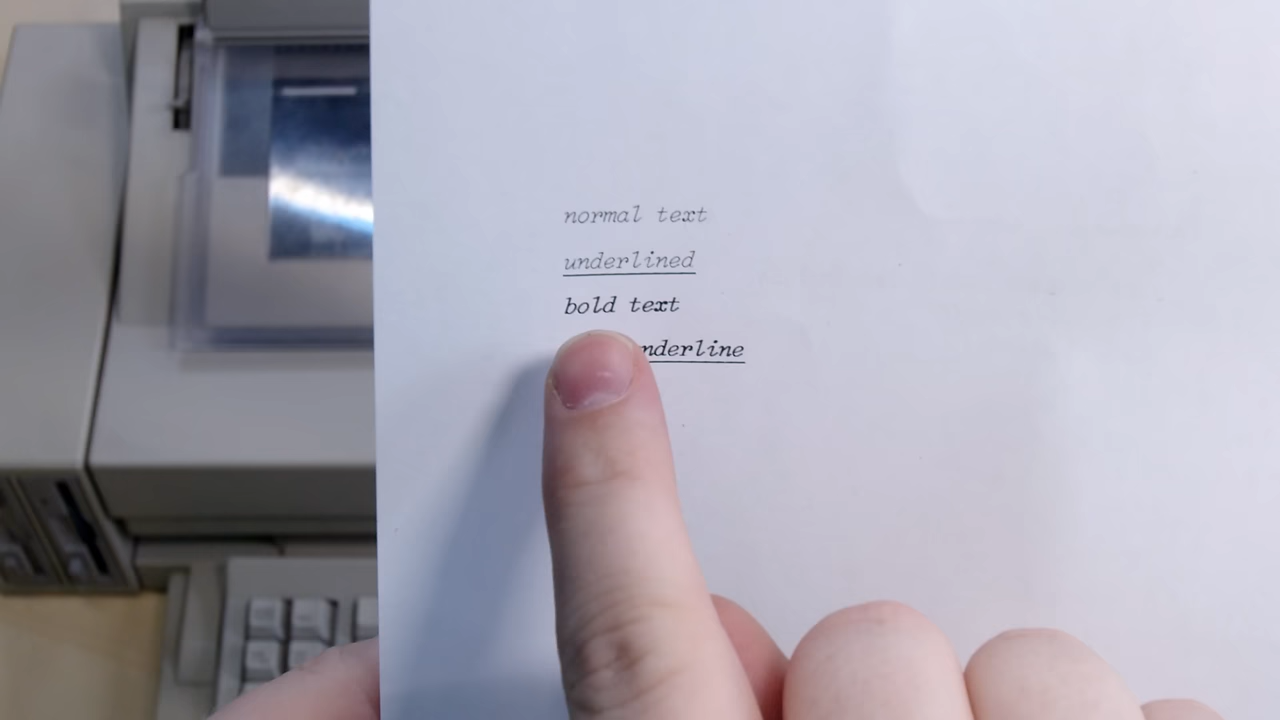 normal text
underlined
bold text
nderline